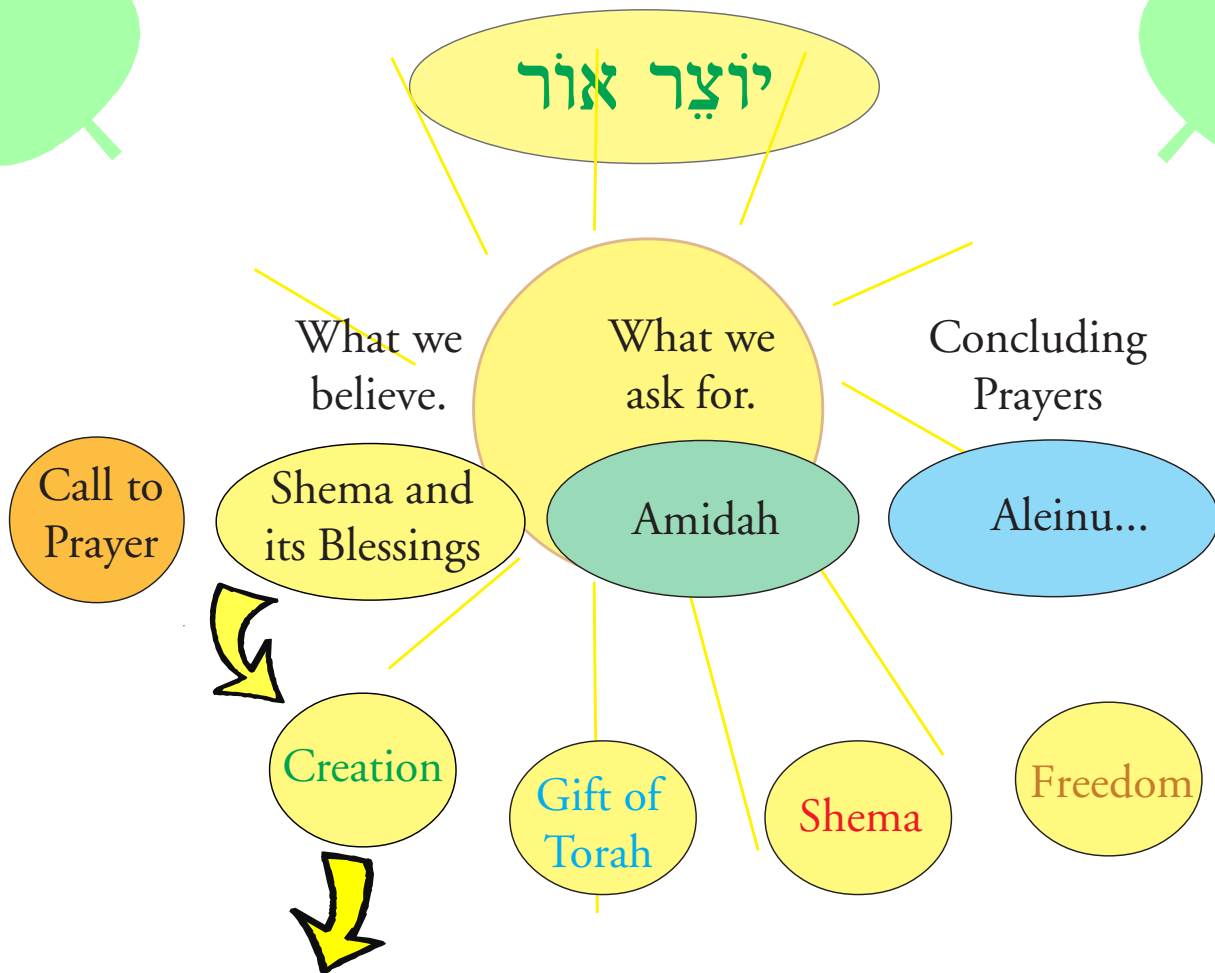 יוֹצֵר אוֹר
What we
believe.
What we
ask for.
Concluding
Prayers
Call to
Prayer
Shema and
its Blessings
Amidah
Aleinu...
Creation
Gift of
Torah
Shema
Freedom